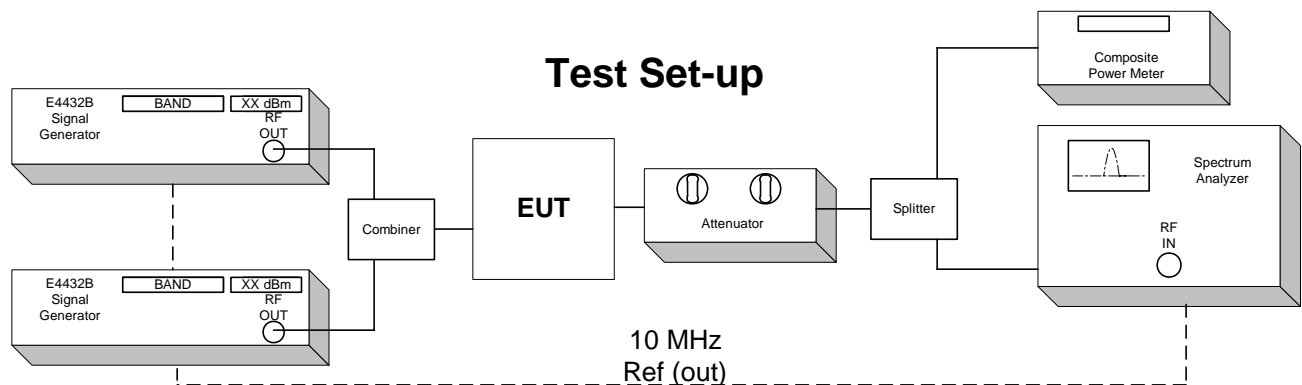 Test Set-up
E4432B
Signal
Generator
BAND
XX dBm
RF
OUT
E4432B
Signal
Generator
BAND
XX dBm
RF
OUT
Combiner
EUT
Attenuator
Splitter
Composite
Power Meter
Spectrum
Analyzer
RF
IN
10 MHz
Ref (out)